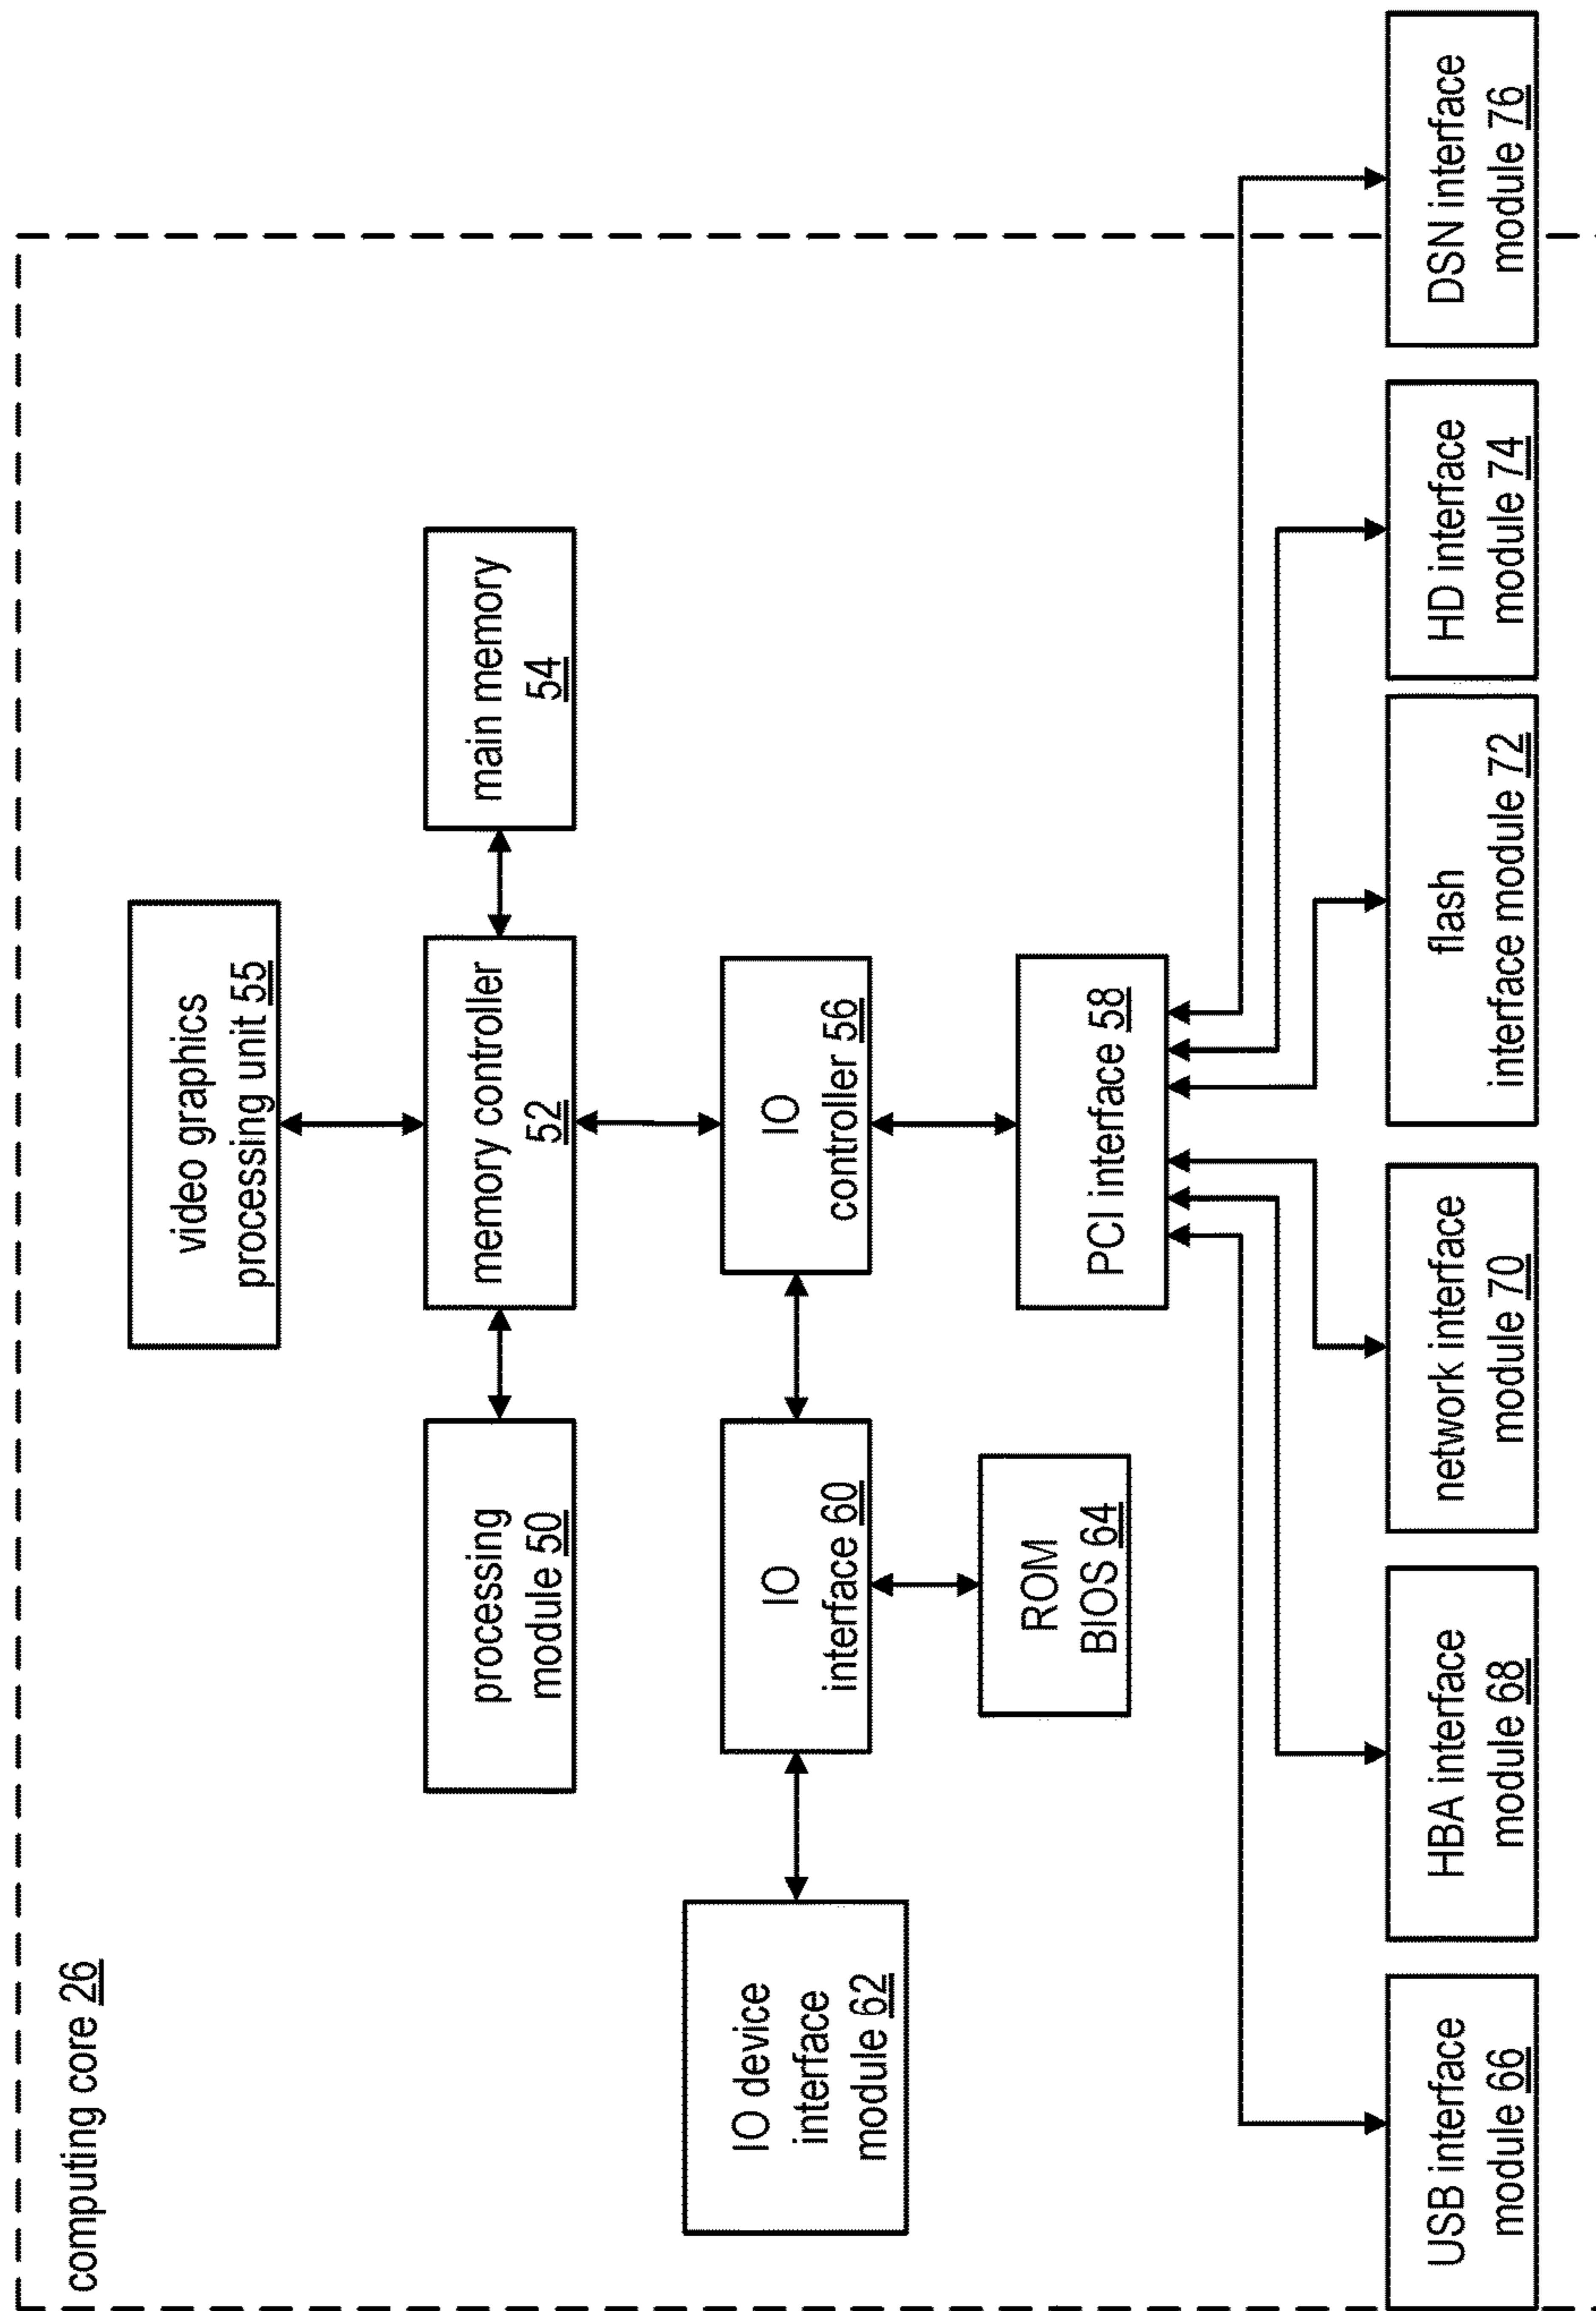 computing core 26
video graphics
processing unit 55
processing
module 50
memory controller
52
main memory
54
IO device
interface
module 62
IO
interface 60
IO
controller 56
ROM
BIOS 64
PCI interface 58
USB interface
module 66
HBA interface
module 68
network interface
module 70
flash
interface module 72
HD interface
module 74
DSN interface
module 76